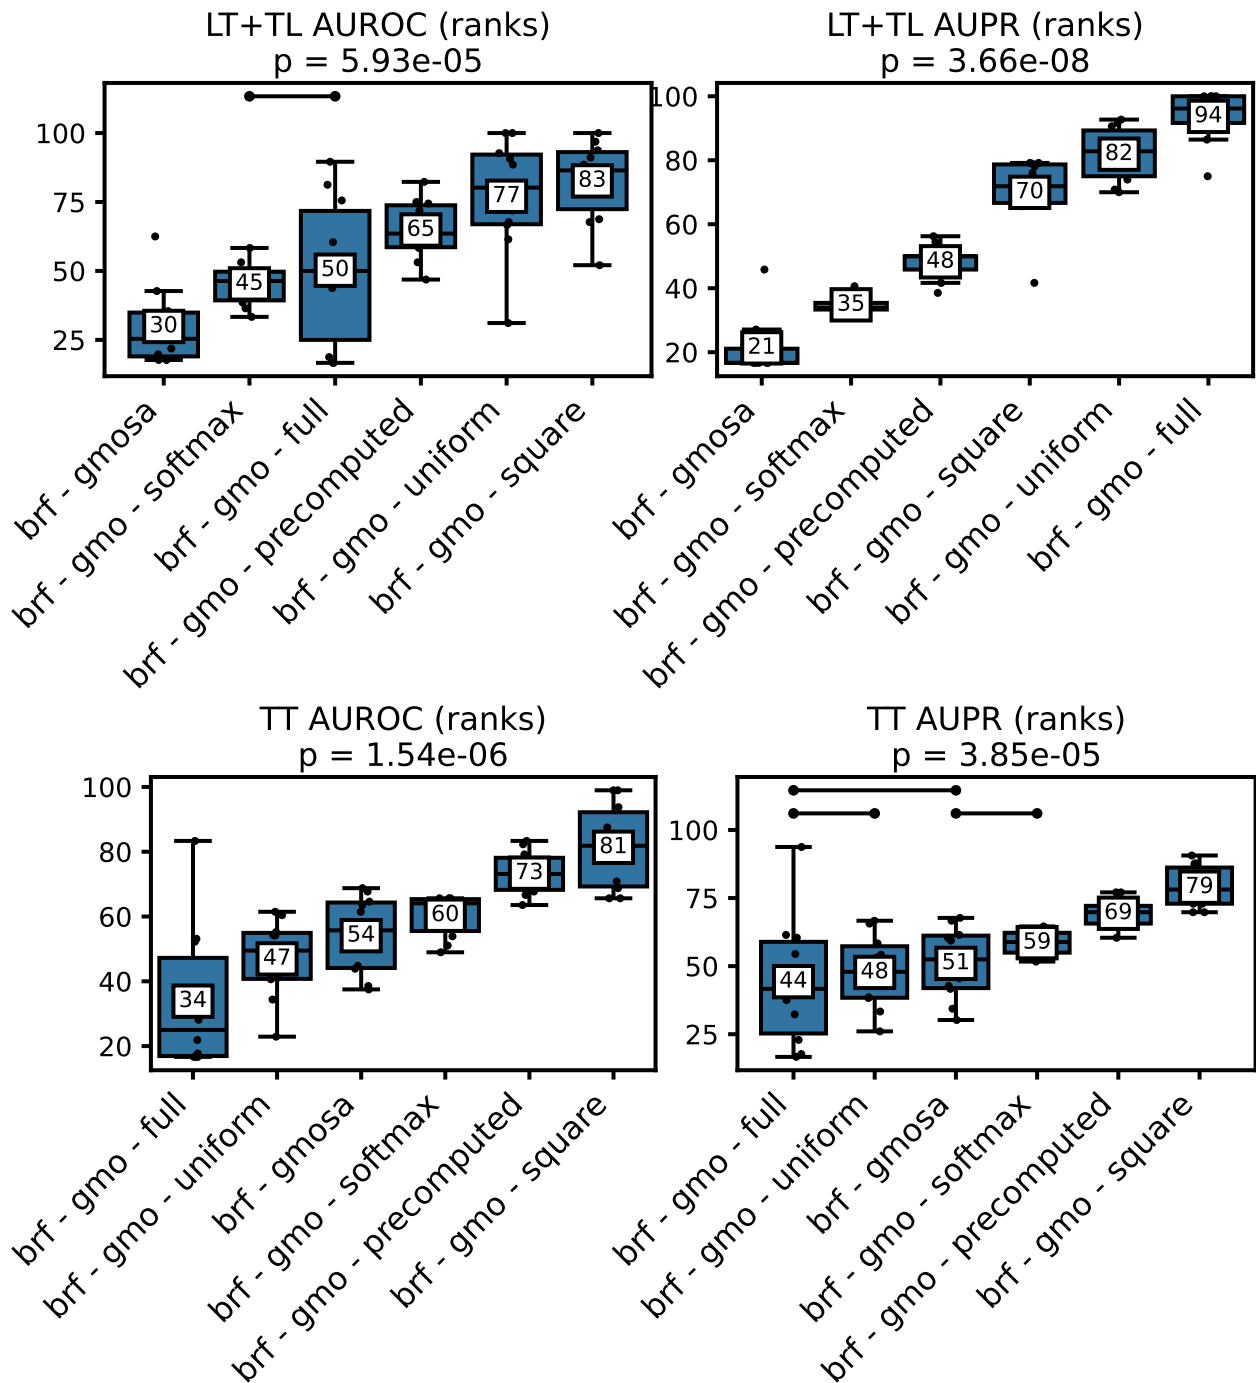 LT+TL AUROC (ranks)
p = 5.93e-05
100
75
50
25
30
45
50
65
77
83
brf - gmosa
brf - gmo - softmax
brf - gmo - full
brf - gmo - precomputed
brf - gmo - uniform
brf - gmo - square
LT+TL AUPR (ranks)
p = 3.66e-08
100
80
60
40
20
21
35
48
70
82
94
brf - gmosa
brf - gmo - softmax
brf - gmo - precomputed
brf - gmo - square
brf - gmo - uniform
brf - gmo - full
TT AUROC (ranks)
p = 1.54e-06
100
80
60
40
20
34
47
54
60
73
81
brf - gmo - full
brf - gmo - uniform
brf - gmosa
brf - gmo - softmax
brf - gmo - precomputed
brf - gmo - square
TT AUPR (ranks)
p = 3.85e-05
100
75
50
25
44
48
51
59
69
79
brf - gmo - full
brf - gmo - uniform
brf - gmosa
brf - gmo - softmax
brf - gmo - precomputed
brf - gmo - square